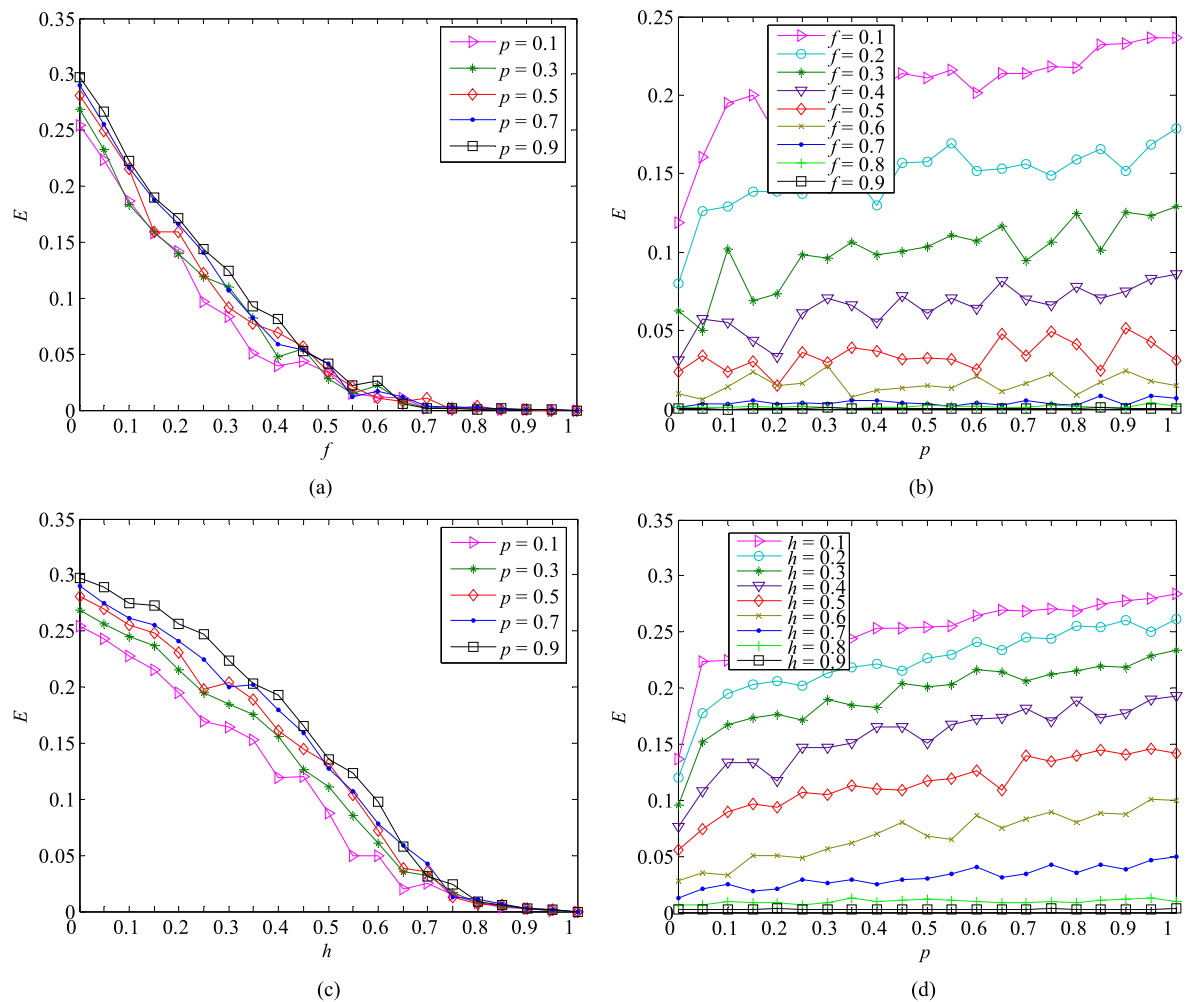 0.35
0.3
0.25
0.2
0.15
0.1
0.05
0
E
0 0.1 0.2 0.3 0.4 0.5 0.6 0.7 0.8 0.9 1
f
p = 0.1
p = 0.3
p = 0.5
p = 0.7
p = 0.9
(a)
0.25
0.2
0.15
0.1
0.05
0
E
0 0.1 0.2 0.3 0.4 0.5 0.6 0.7 0.8 0.9 1
p
f = 0.1
f = 0.2
f = 0.3
f = 0.4
f = 0.5
f = 0.6
f = 0.7
f = 0.8
f = 0.9
(b)
0.35
0.3
0.25
0.2
0.15
0.1
0.05
0
E
0 0.1 0.2 0.3 0.4 0.5 0.6 0.7 0.8 0.9 1
h
p = 0.1
p = 0.3
p = 0.5
p = 0.7
p = 0.9
(c)
0.35
0.3
0.25
0.2
0.15
0.1
0.05
0
E
0 0.1 0.2 0.3 0.4 0.5 0.6 0.7 0.8 0.9 1
p
h = 0.1
h = 0.2
h = 0.3
h = 0.4
h = 0.5
h = 0.6
h = 0.7
h = 0.8
h = 0.9
(d)